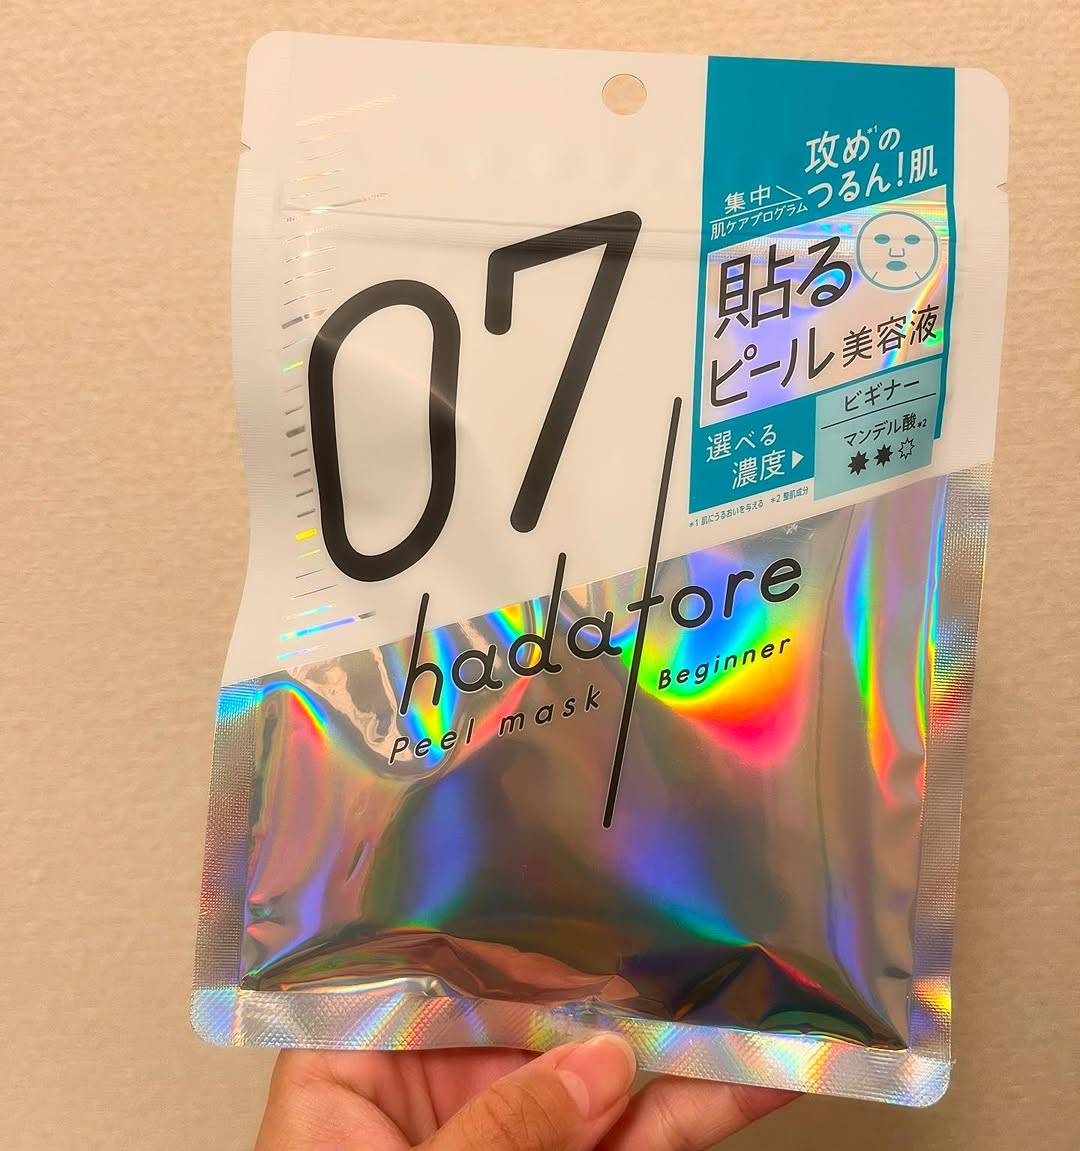 07
hadatore
Peel mask Beginner
集中
肌ケアプログラム
攻め*1の
つるん!肌
貼る
ピール美容液
選べる
濃度
ビギナー
マンデル酸*2
*1 肌にうるおいを与える *2 整肌成分